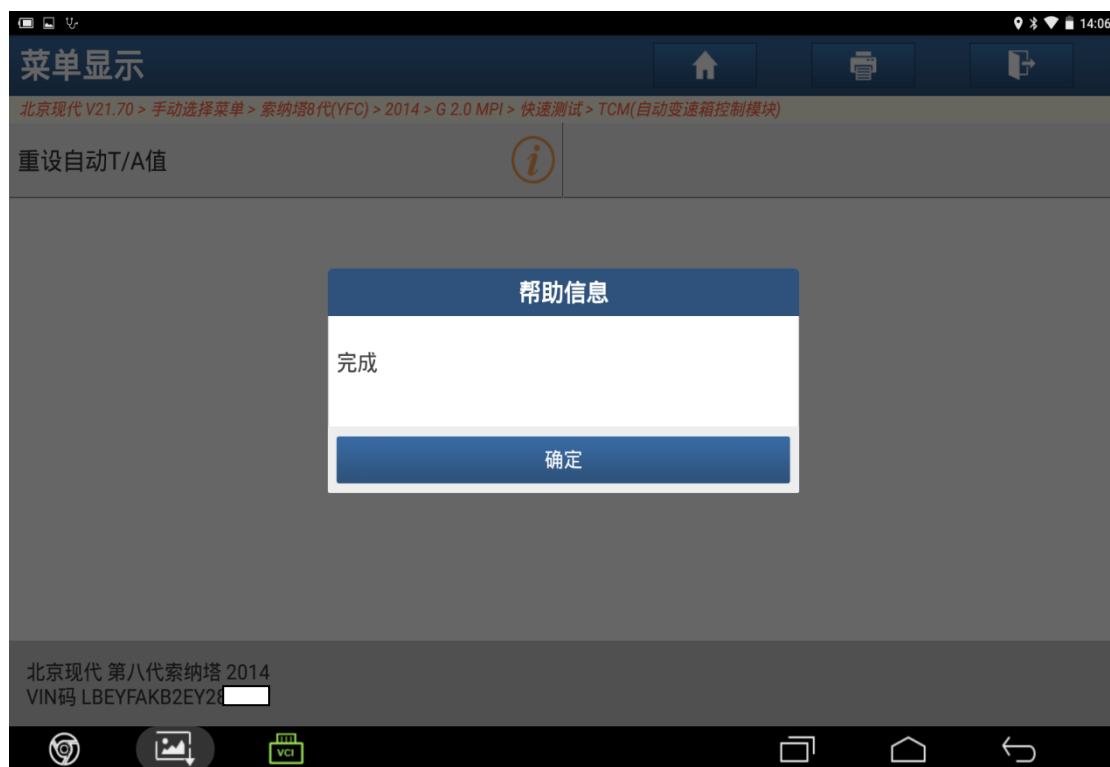 14:06
菜单显示
北京现代 V21.70 > 手动选择菜单 > 索纳塔8代(YFC) > 2014 > G 2.0 MPI > 快速测试 > TCM(自动变速箱控制模块)
重设自动T/A值
i
帮助信息
完成
确定
北京现代 第八代索纳塔 2014
VIN码 LBEYFAKB2EY28
VCI